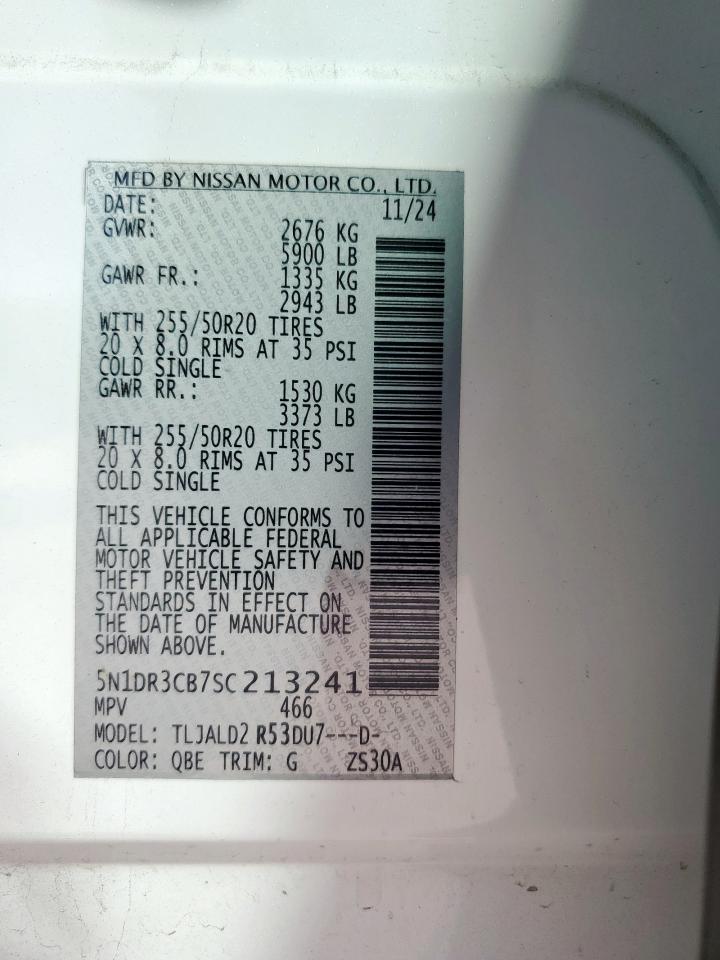 MFD BY NISSAN MOTOR CO., LTD.
DATE: 11/24
GVWR: 2676 KG
5900 LB
GAWR FR.: 1335 KG
2943 LB
WITH 255/50R20 TIRES
20 X 8.0 RIMS AT 35 PSI
COLD SINGLE
GAWR RR.: 1530 KG
3373 LB
WITH 255/50R20 TIRES
20 X 8.0 RIMS AT 35 PSI
COLD SINGLE
THIS VEHICLE CONFORMS TO
ALL APPLICABLE FEDERAL
MOTOR VEHICLE SAFETY AND
THEFT PREVENTION
STANDARDS IN EFFECT ON
THE DATE OF MANUFACTURE
SHOWN ABOVE.
5N1DR3CB7SC213241
MPV 466
MODEL: TLJALD2 R53DU7---D-
COLOR: QBE TRIM: G ZS30A